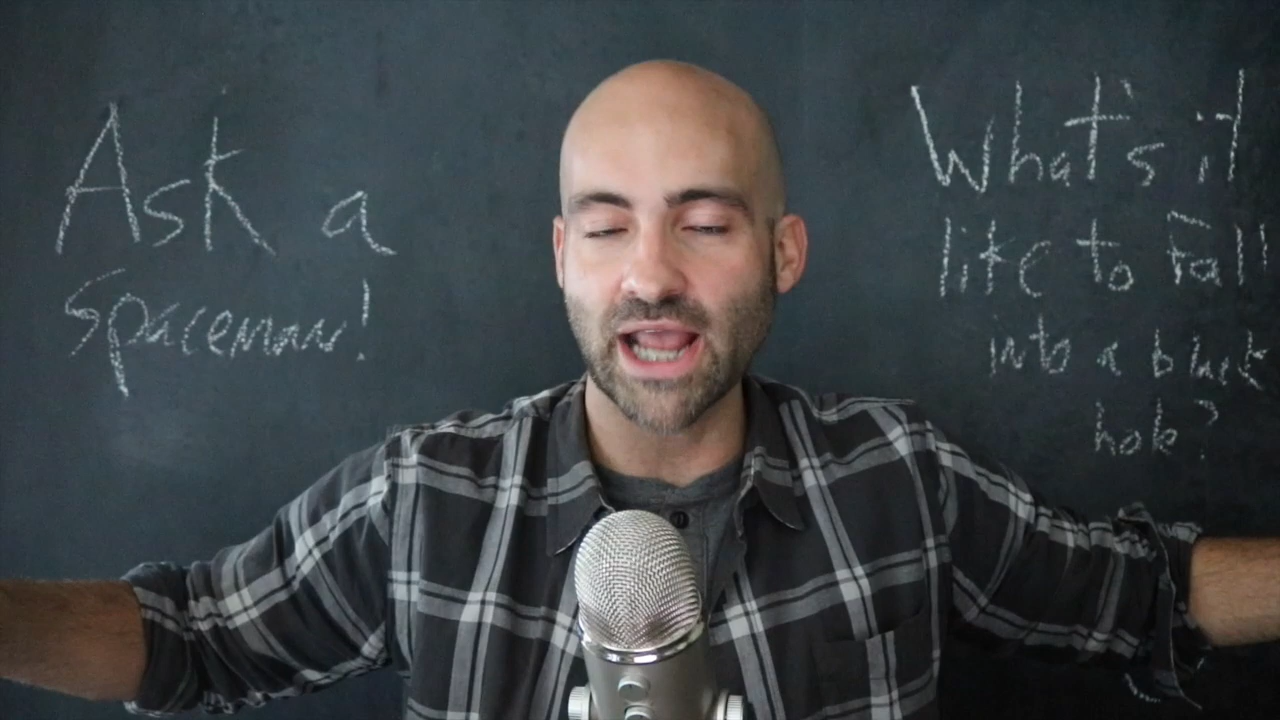 Ask a
Spaceman!
What's it
like to Fall
into a black
hole?